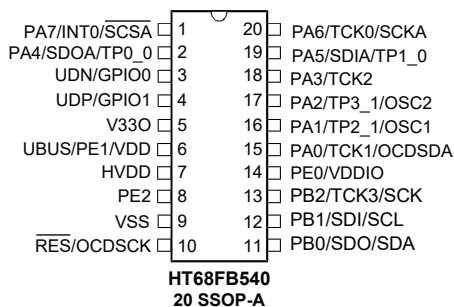 PA7/INT0/SCSA 1 20 PA6/TCK0/SCKA
PA4/SDOA/TP0_0 2 19 PA5/SDIA/TP1_0
UDN/GPIO0 3 18 PA3/TCK2
UDP/GPIO1 4 17 PA2/TP3_1/OSC2
V33O 5 16 PA1/TP2_1/OSC1
UBUS/PE1/VDD 6 15 PA0/TCK1/OCDSDA
HVDD 7 14 PE0/VDDIO
PE2 8 13 PB2/TCK3/SCK
VSS 9 12 PB1/SDI/SCL
RES/OCDSCK 10 11 PB0/SDO/SDA
HT68FB540
20 SSOP-A